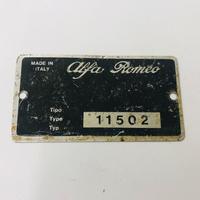 MADE IN
ITALY
Alfa Romeo
Tipo
Type
Typ
11502